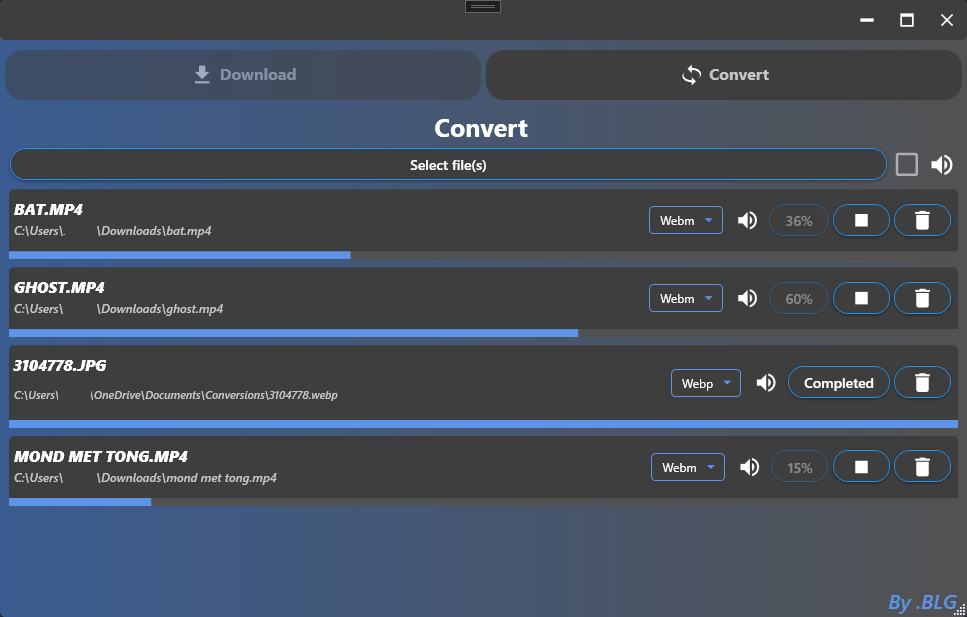 Download
Convert
Convert
Select file(s)
BAT.MP4
C:\Users\. \Downloads\bat.mp4
Webm
36%
GHOST.MP4
C:\Users\ \Downloads\ghost.mp4
Webm
60%
3104778.JPG
C:\Users\ \OneDrive\Documents\Conversions\3104778.webp
Webp
Completed
MOND MET TONG.MP4
C:\Users\ \Downloads\mond met tong.mp4
Webm
15%
By .BLG